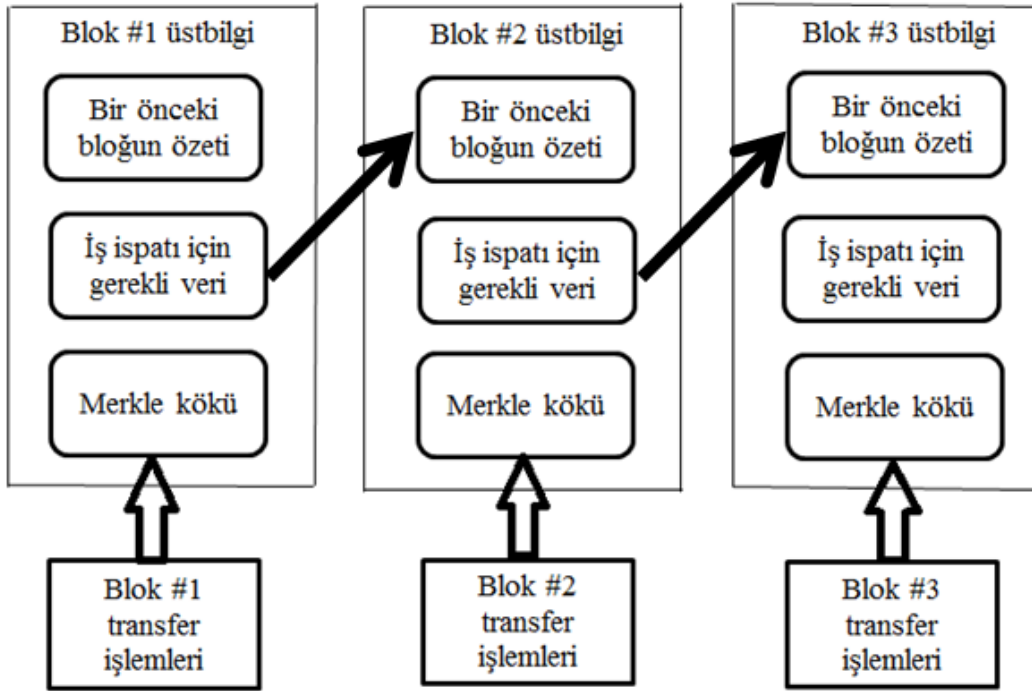 Blok #1 üstbilgi
Bir önceki
bloğun özeti
İş ispatı için
gerekli veri
Merkle kökü
Blok #1
transfer
işlemleri
Blok #2 üstbilgi
Bir önceki
bloğun özeti
İş ispatı için
gerekli veri
Merkle kökü
Blok #2
transfer
işlemleri
Blok #3 üstbilgi
Bir önceki
bloğun özeti
İş ispatı için
gerekli veri
Merkle kökü
Blok #3
transfer
işlemleri